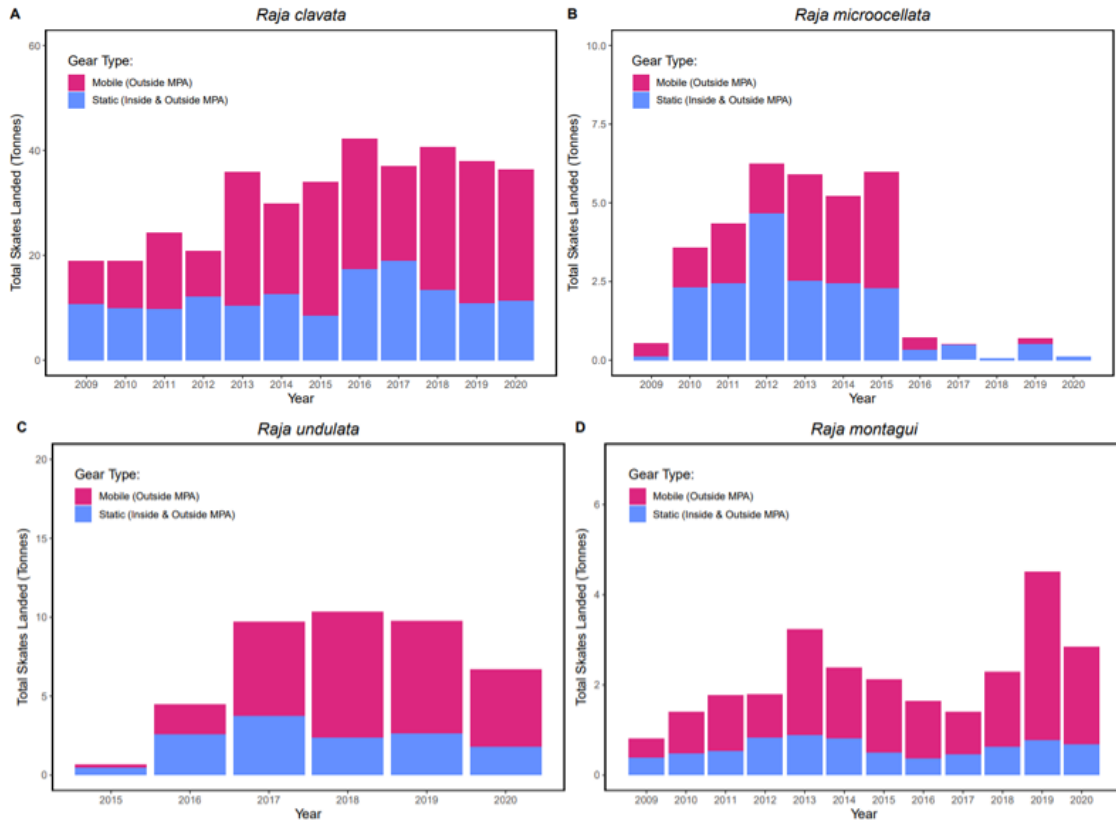 A
Raja clavata
60
40
20
0
Total Skates Landed (Tonnes)
Gear Type:
Mobile (Outside MPA)
Static (Inside & Outside MPA)
2009 2010 2011 2012 2013 2014 2015 2016 2017 2018 2019 2020
Year
B
Raja microocellata
10.0
7.5
5.0
2.5
0.0
Total Skates Landed (Tonnes)
Gear Type:
Mobile (Outside MPA)
Static (Inside & Outside MPA)
2009 2010 2011 2012 2013 2014 2015 2016 2017 2018 2019 2020
Year
C
Raja undulata
20
15
10
5
0
Total Skates Landed (Tonnes)
Gear Type:
Mobile (Outside MPA)
Static (Inside & Outside MPA)
2015 2016 2017 2018 2019 2020
Year
D
Raja montagui
6
4
2
0
Total Skates Landed (Tonnes)
Gear Type:
Mobile (Outside MPA)
Static (Inside & Outside MPA)
2009 2010 2011 2012 2013 2014 2015 2016 2017 2018 2019 2020
Year